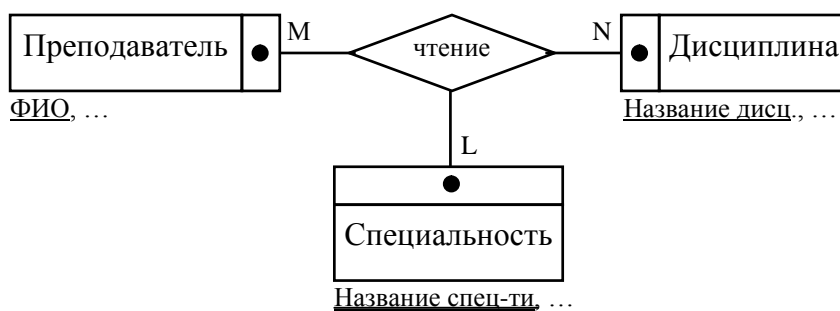 M
N
Преподаватель
чтение
Дисциплина
ФИО, …
Название дисц., …
L
Специальность
Название спец-ти, …